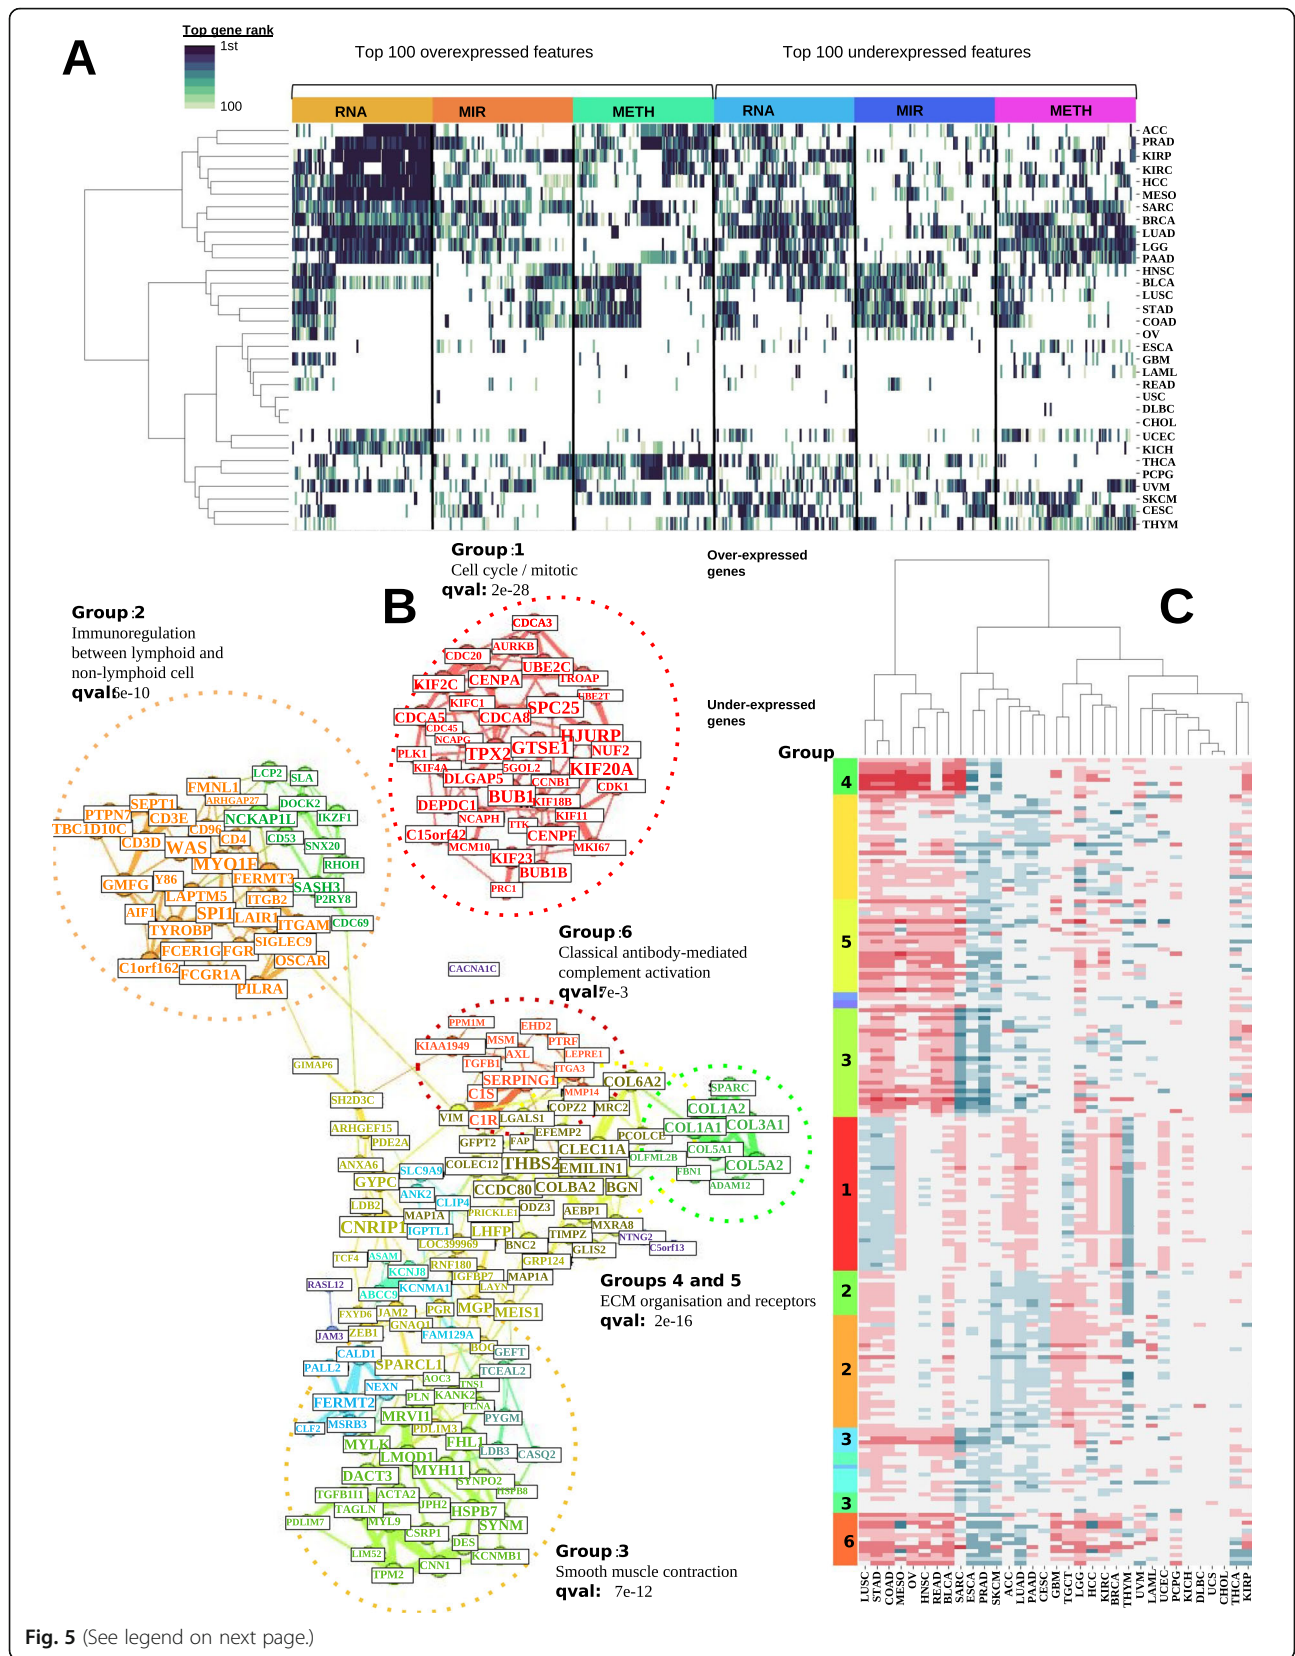 A
Top gene rank
1st
100
Top 100 overexpressed features
Top 100 underexpressed features
RNA
MIR
METH
RNA
MIR
METH
ACC
PRAD
KIRP
KIRC
HCC
MESO
SARC
BRCA
LUAD
LGG
PAAD
HNSC
BLCA
LUSC
STAD
COAD
OV
ESCA
GBM
LAML
READ
USC
DLBC
CHOL
UCEC
KICH
THCA
PCPG
UVM
SKCM
CESC
THYM
B
Group:1
Cell cycle / mitotic
qval: 2e-28
CDCA3
AURKB
CDC20
UBE2C
KIF2C
CENPA
TROAP
UBE2T
KIFC1
SPC25
CDCA5
CDCA8
CDC45
HJURP
NCAPG
GTSE1
NUF2
PLK1
TPX2
KIF4A
5GOL2
KIF20A
DLGAP5
CCNB1
CDK1
BUB1
KIF18B
DEPDC1
KIF11
NCAPH
TTK
C15orf42
CENPF
MCM10
MKI67
KIF23
BUB1B
PRC1
Group:2
Immunoregulation
between lymphoid and
non-lymphoid cell
qval:6e-10
LCP2
SLA
FMNL1
ARHGAP27
SEPT1
DOCK2
PTPN7
CD3E
NCKAP1L
IKZF1
TBC1D10C
CD96
CD4
CD53
CD3D
WAS
SNX20
MYO1F
RHOH
GMFG
Y86
FERMT3
SASH3
LAPTM5
ITGB2
P2RY8
AIF1
SPI1
LAIR1
ITGAM
CDC69
TYROBP
SIGLEC9
FCER1G
FGR
OSCAR
C1orf162
FCGR1A
PILRA
Group:6
Classical antibody-mediated
complement activation
qval:7e-3
CACNA1C
PPM1M
EHD2
KIAA1949
MSM
PTRF
AXL
LEPRE1
TGFB1
ITGA3
SERPING1
C1S
MMP14
COL6A2
COPZ2
MRC2
VIM
C1R
LGALS1
EFEMP2
PCOLCE
GFPT2
FAP
CLEC11A
COLEC12
THBS2
EMILIN1
OLFML2B
CCDC80
COLBA2
BGN
SPARC
COL1A2
COL1A1
COL3A1
COL5A1
COL5A2
FBN1
ADAM12
GIMAP6
SH2D3C
ARHGEF15
PDE2A
ANXA6
SLC9A9
GYPC
ANK2
CLIP4
LDB2
MAP1A
PRICKLE1
ODZ3
AEBP1
CNRIP1
IGPTL1
LHFP
TIMPZ
MXRA8
NTNG2
C5orf13
LOC399969
BNC2
GLIS2
TCF4
ASAM
RNF180
GRP124
KCNJ8
IGFBP7
MAP1A
RASL12
ABCC9
KCNMA1
LAYN
FXYD6
JAM2
PGR
MGP
MEIS1
GNAO1
JAM3
ZEB1
FAM129A
BOC
GEFT
Groups 4 and 5
ECM organisation and receptors
qval: 2e-16
CALD1
PALL2
SPARCL1
TCEAL2
AOC3
TNS1
NEXN
PLN
KANK2
FERMT2
FLNA
MRVI1
PYGM
CLF2
MSRB3
PDLIM3
MYLK
FHL1
LDB3
CASQ2
LMOD1
DACT3
MYH11
SYNPO2
HSPB8
TGFB1I1
ACTA2
JPH2
TAGLN
HSPB7
PDLIM7
MYL9
SYNM
CSRP1
DES
LIM52
KCNMB1
CNN1
TPM2
Group:3
Smooth muscle contraction
qval: 7e-12
C
Over-expressed
genes
Under-expressed
genes
Group
4
5
3
1
2
2
3
3
6
LUSC
STAD
COAD
MESO
OV
HNSC
READ
BLCA
SARC
ESCA
PRAD
SKCM
ACC
LUAD
PAAD
CESC
GBM
TGCT
LGG
HCC
KIRC
BRCA
THYM
UVM
LAML
UCEC
PCPG
KICH
DLBC
UCS
CHOL
THCA
KIRP
Fig. 5 (See legend on next page.)